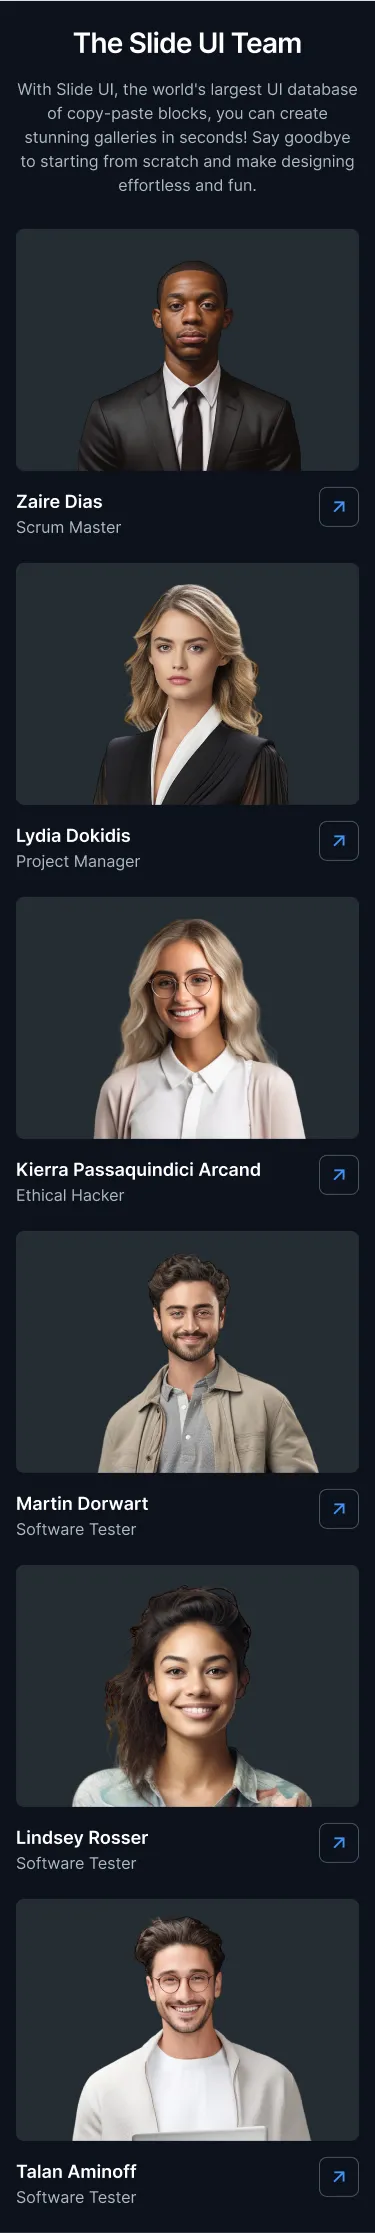 The Slide UI Team
With Slide UI, the world's largest UI database
of copy-paste blocks, you can create
stunning galleries in seconds! Say goodbye
to starting from scratch and make designing
effortless and fun.
Zaire Dias
Scrum Master
Lydia Dokidis
Project Manager
Kierra Passaquindici Arcand
Ethical Hacker
Martin Dorwart
Software Tester
Lindsey Rosser
Software Tester
Talan Aminoff
Software Tester